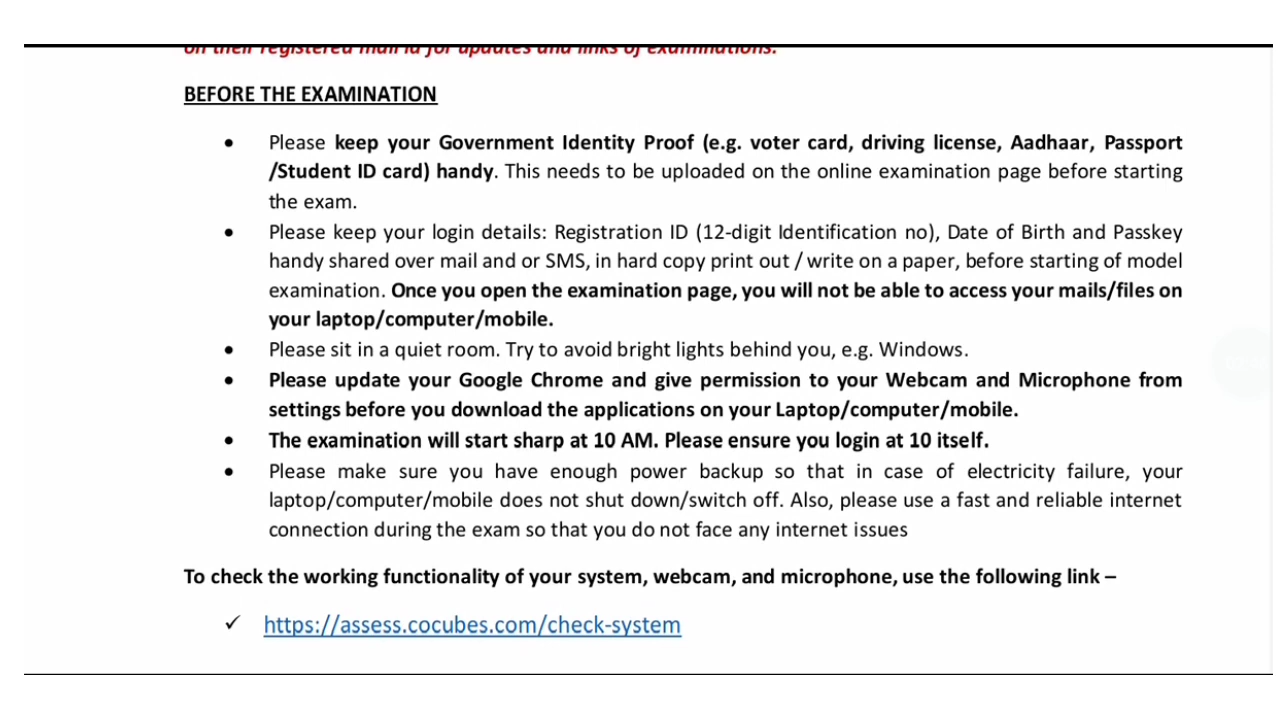 on their registered mail id for updates and links of examinations.
BEFORE THE EXAMINATION
• Please keep your Government Identity Proof (e.g. voter card, driving license, Aadhaar, Passport
/Student ID card) handy. This needs to be uploaded on the online examination page before starting
the exam.
• Please keep your login details: Registration ID (12-digit Identification no), Date of Birth and Passkey
handy shared over mail and or SMS, in hard copy print out / write on a paper, before starting of model
examination. Once you open the examination page, you will not be able to access your mails/files on
your laptop/computer/mobile.
• Please sit in a quiet room. Try to avoid bright lights behind you, e.g. Windows.
• Please update your Google Chrome and give permission to your Webcam and Microphone from
settings before you download the applications on your Laptop/computer/mobile.
• The examination will start sharp at 10 AM. Please ensure you login at 10 itself.
• Please make sure you have enough power backup so that in case of electricity failure, your
laptop/computer/mobile does not shut down/switch off. Also, please use a fast and reliable internet
connection during the exam so that you do not face any internet issues
To check the working functionality of your system, webcam, and microphone, use the following link –
✓ https://assess.cocubes.com/check-system